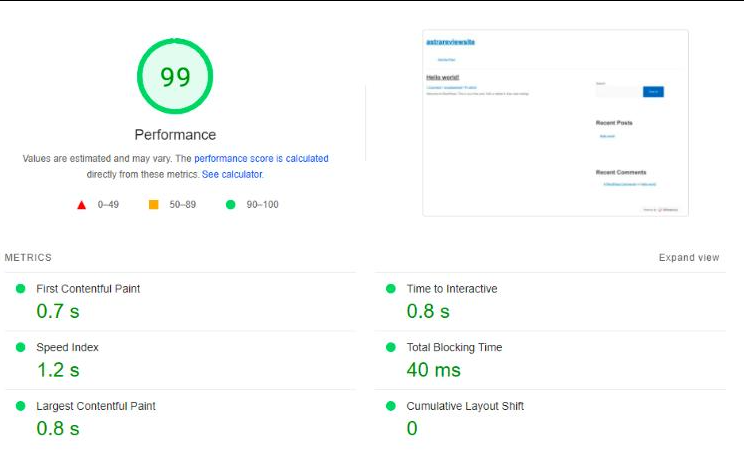 99
Performance
Values are estimated and may vary. The performance score is calculated
directly from these metrics. See calculator.
0–49
50–89
90–100
astrareviewsite
Hello world!
Recent Posts
Recent Comments
METRICS
Expand view
First Contentful Paint
0.7 s
Time to Interactive
0.8 s
Speed Index
1.2 s
Total Blocking Time
40 ms
Largest Contentful Paint
0.8 s
Cumulative Layout Shift
0